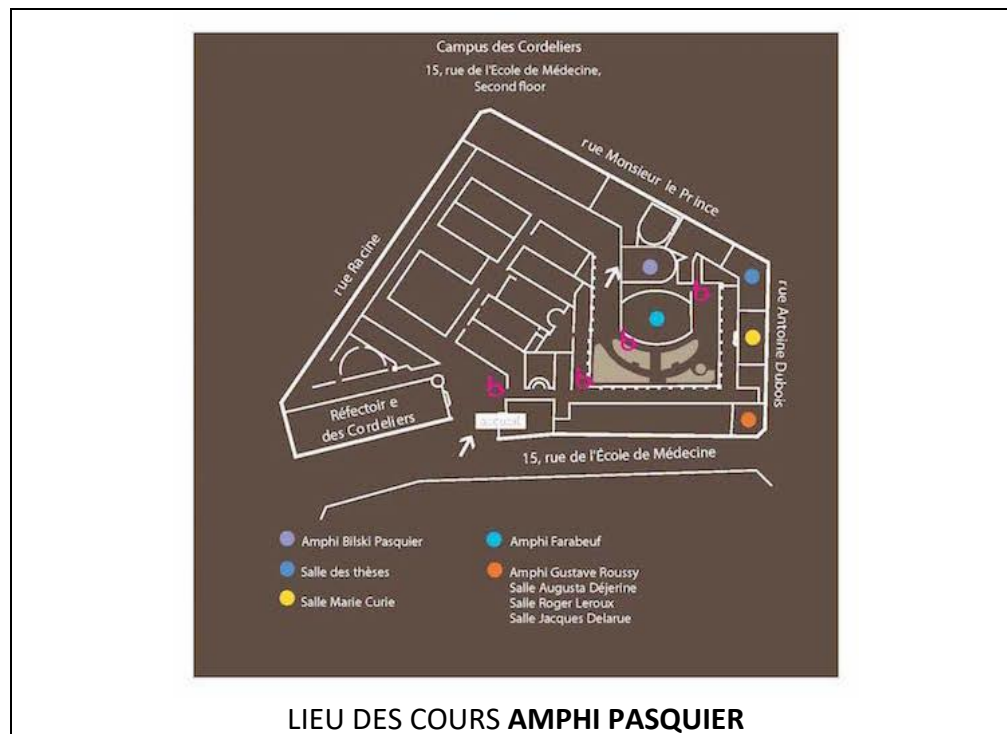 Campus des Cordeliers
15, rue de l'Ecole de Médecine,
Second floor
rue Monsieur le Prince
rue Racine
rue Antoine Dubois
Réfectoir e
des Cordeliers
15, rue de l'École de Médecine
Amphi Bilski Pasquier
Salle des thèses
Salle Marie Curie
Amphi Farabeuf
Amphi Gustave Roussy
Salle Augusta Déjerine
Salle Roger Leroux
Salle Jacques Delarue
LIEU DES COURS AMPHI PASQUIER